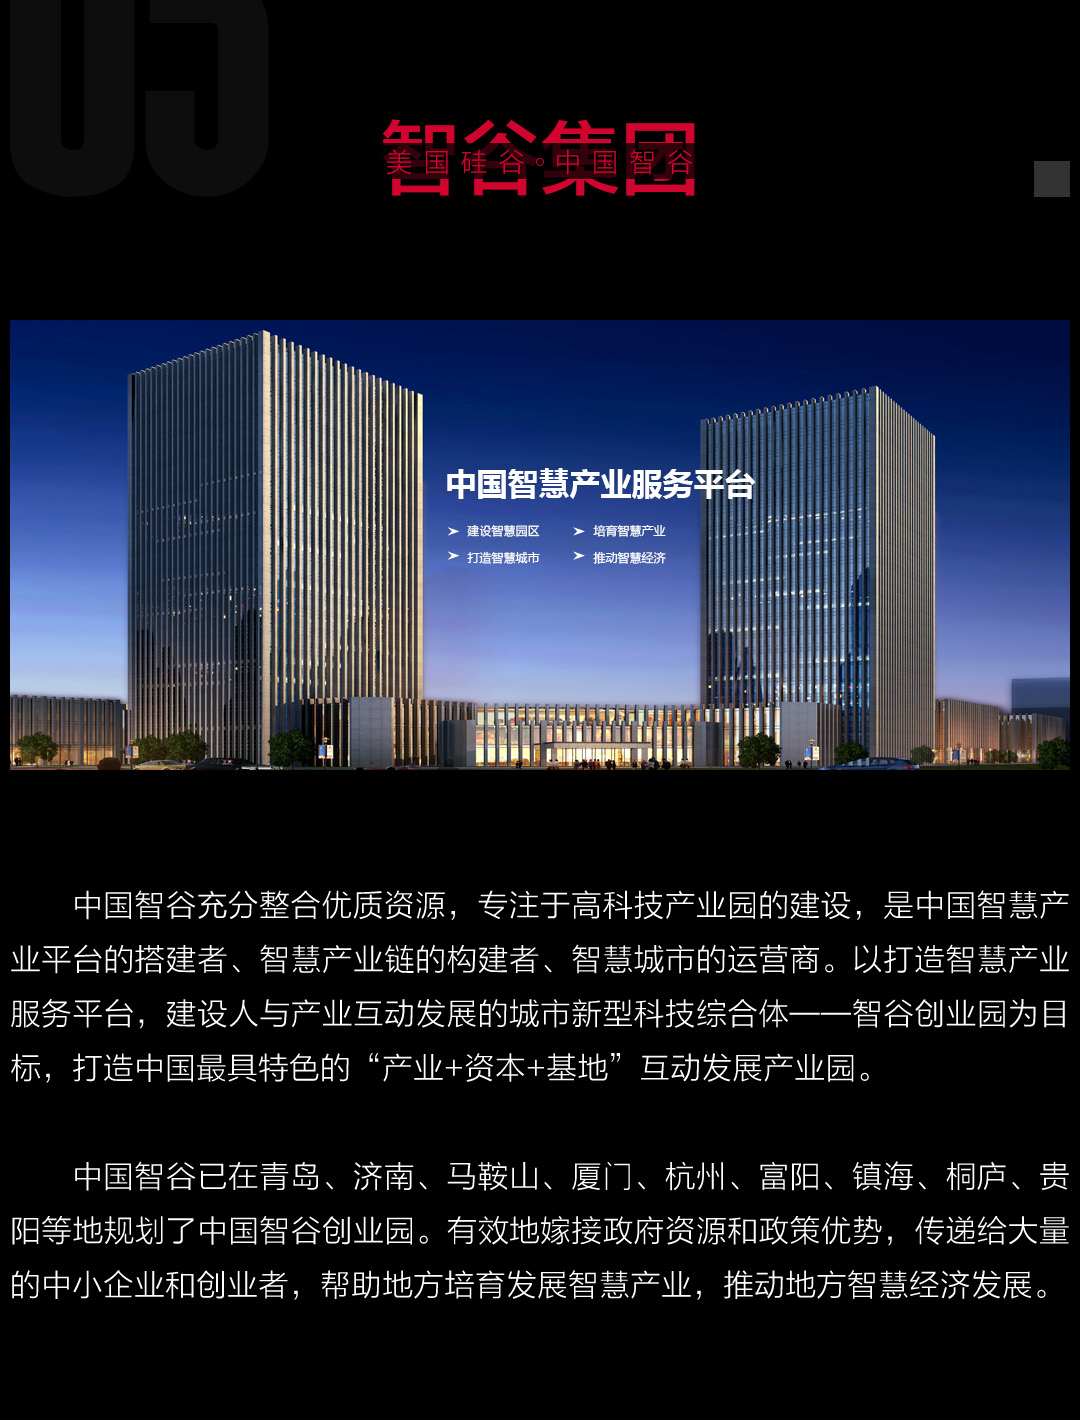 05
智谷集团
美国硅谷。中国智谷
中国智慧产业服务平台
➤ 建设智慧园区 ➤ 培育智慧产业
➤ 打造智慧城市 ➤ 推动智慧经济
中国智谷充分整合优质资源，专注于高科技产业园的建设，是中国智慧产
业平台的搭建者、智慧产业链的构建者、智慧城市的运营商。以打造智慧产业
服务平台，建设人与产业互动发展的城市新型科技综合体——智谷创业园为目
标，打造中国最具特色的“产业+资本+基地”互动发展产业园。
中国智谷已在青岛、济南、马鞍山、厦门、杭州、富阳、镇海、桐庐、贵
阳等地规划了中国智谷创业园。有效地嫁接政府资源和政策优势，传递给大量
的中小企业和创业者，帮助地方培育发展智慧产业，推动地方智慧经济发展。